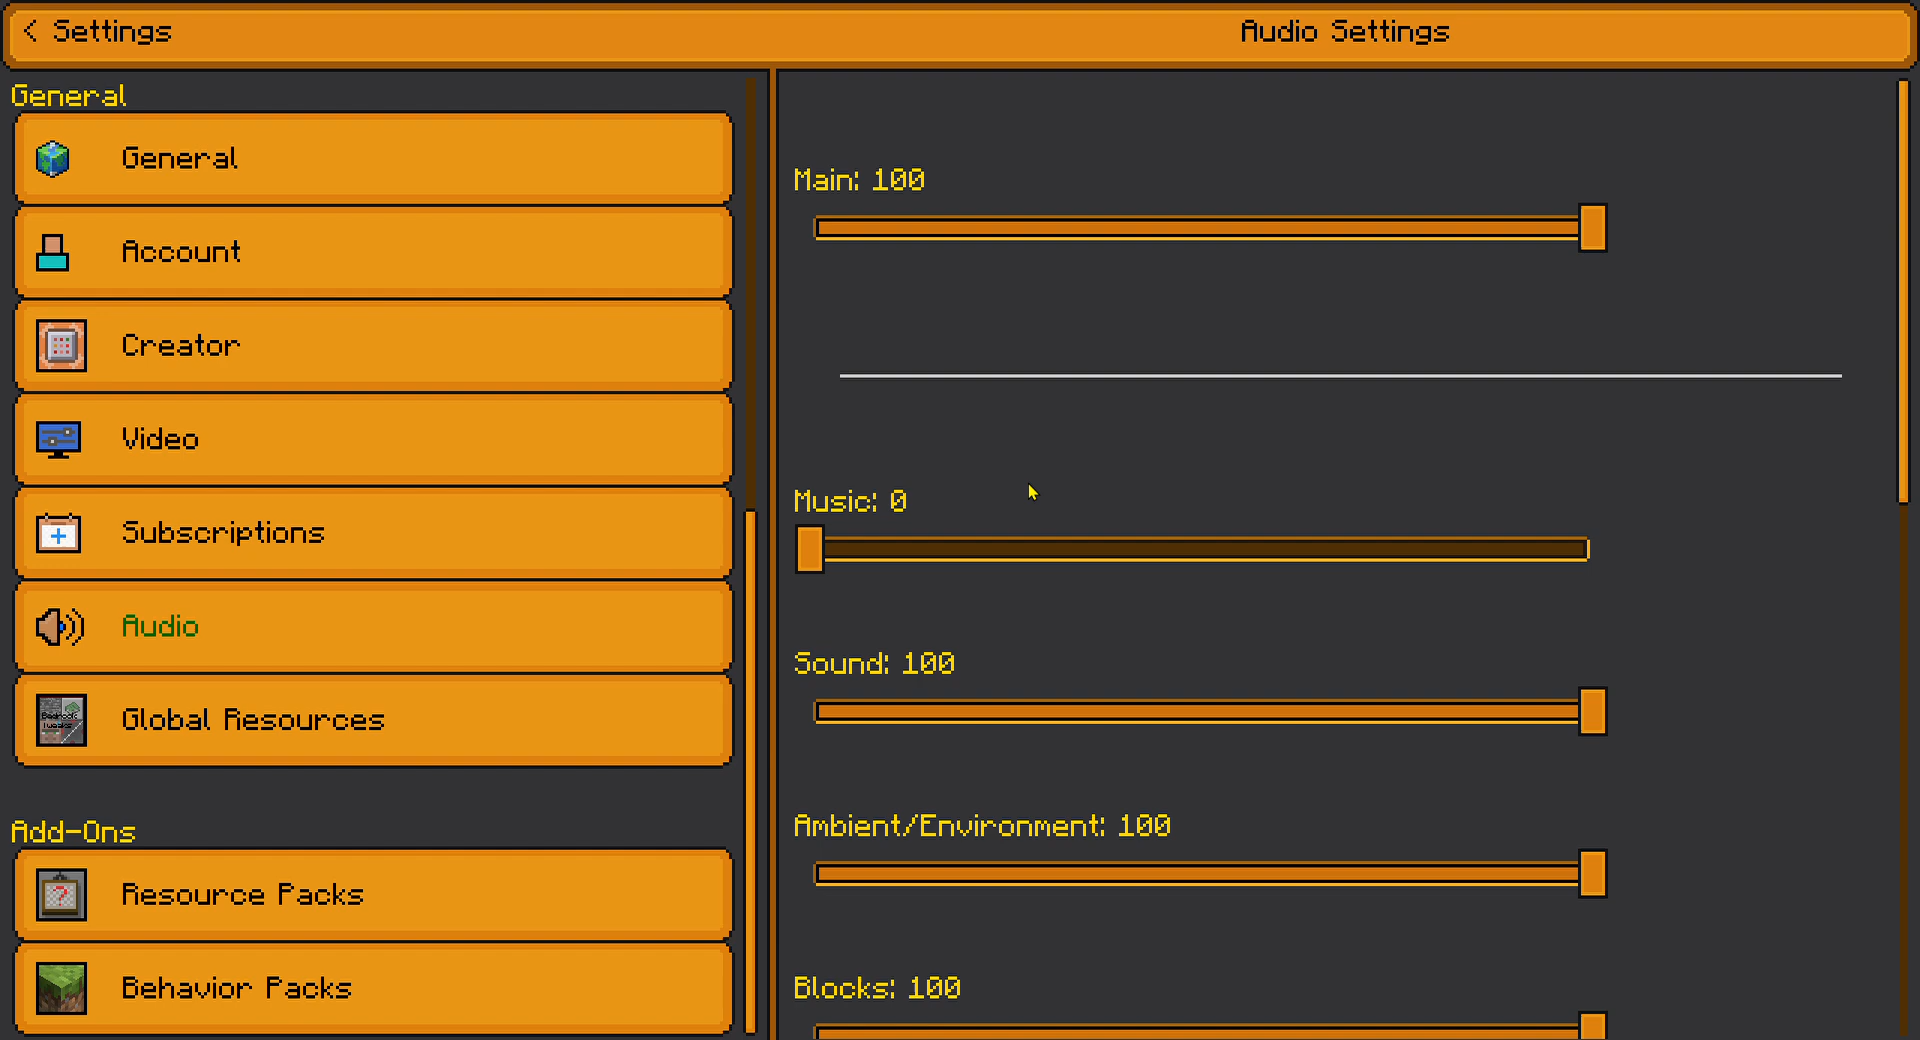 < Settings
Audio Settings
General
General
Account
Creator
Video
Subscriptions
Audio
Global Resources
Add-Ons
Resource Packs
Behavior Packs
Main: 100
Music: 0
Sound: 100
Ambient/Environment: 100
Blocks: 100